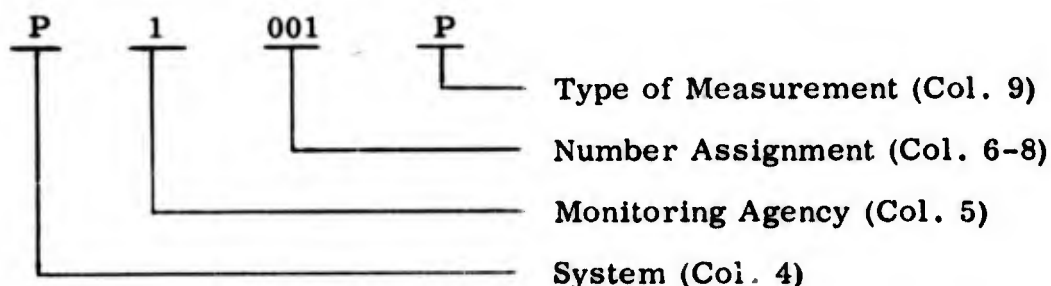 P 1 001 P
Type of Measurement (Col. 9)
Number Assignment (Col. 6-8)
Monitoring Agency (Col. 5)
System (Col. 4)